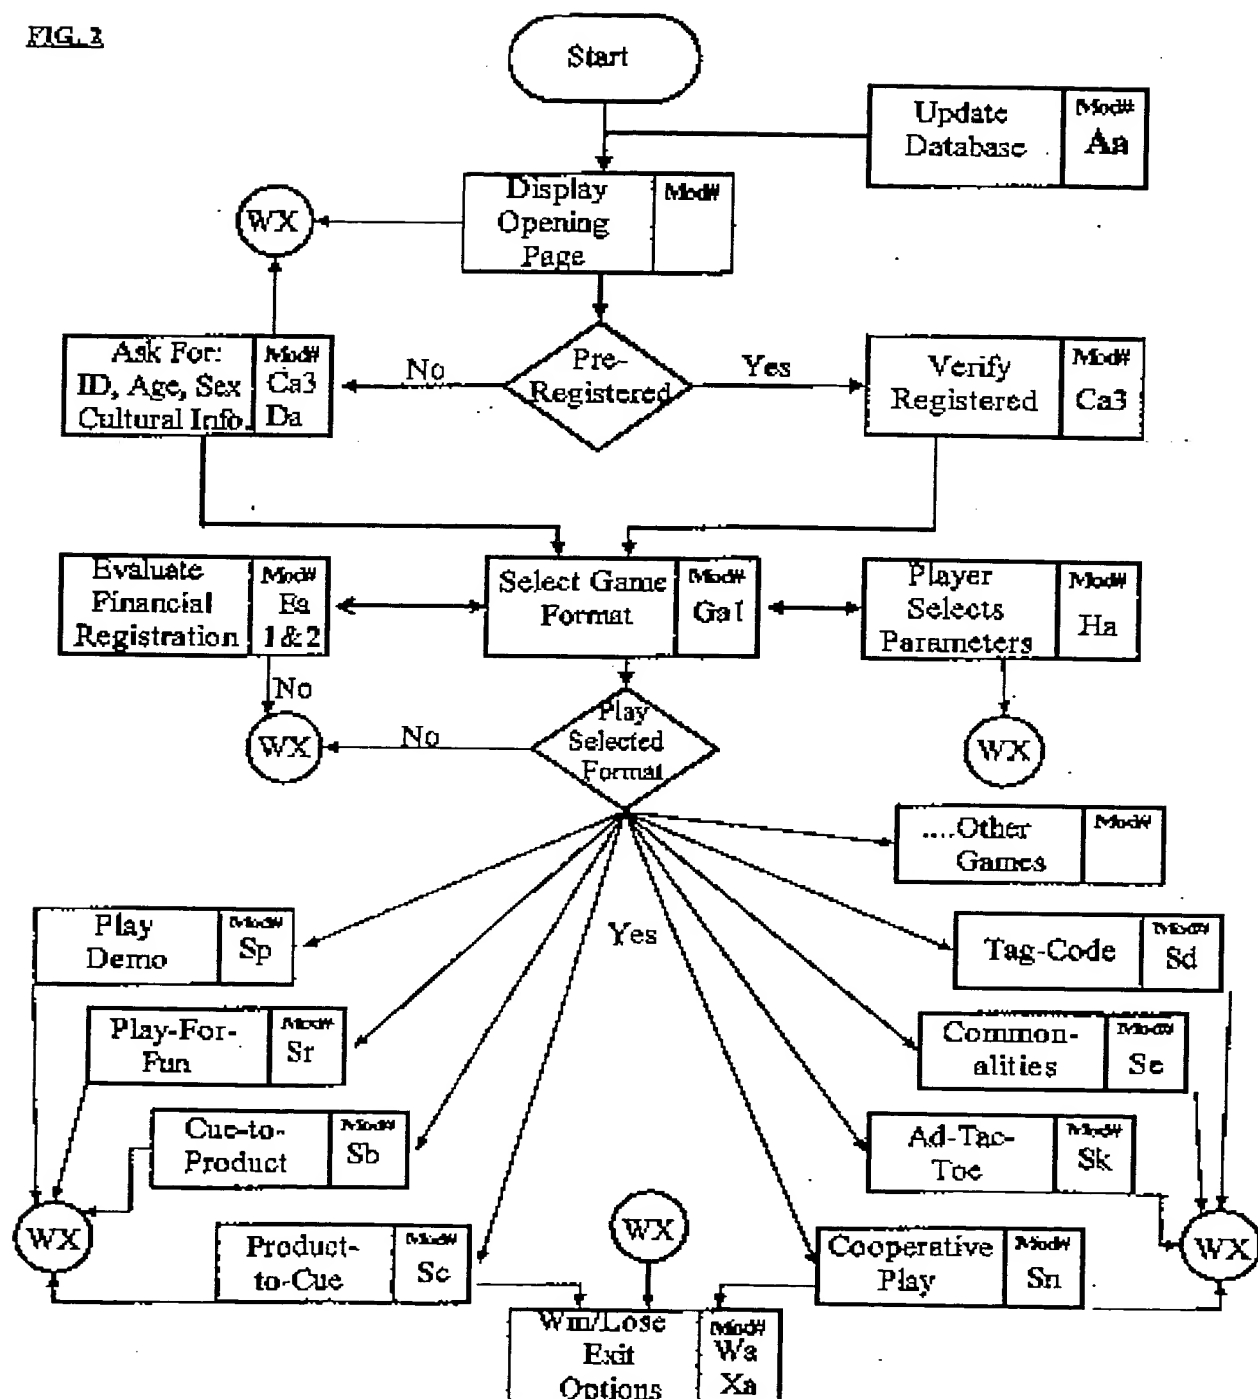 FIG. 2
Start
Update
Database
Mod#
Aa
Display
Opening
Page
Mod#
WX
Ask For:
ID, Age, Sex
Cultural Info.
Mod#
Ca3
Da
No
Pre-
Registered
Yes
Verify
Registered
Mod#
Ca3
Evaluate
Financial
Registration
Mod#
Ea
1&2
Select Game
Format
Mod#
Ga1
Player
Selects
Parameters
Mod#
Ha
No
WX
No
Play
Selected
Format
WX
....Other
Games
Mod#
Play
Demo
Mod#
Sp
Yes
Tag-Code
Mod#
Sd
Play-For-
Fun
Mod#
Sr
Common-
alities
Mod#
Se
Cue-to-
Product
Mod#
Sb
Ad-Tac-
Toe
Mod#
Sk
WX
Product-
to-Cue
Mod#
Sc
WX
Cooperative
Play
Mod#
Sn
WX
Win/Lose
Exit
Options
Mod#
Wa
Xa